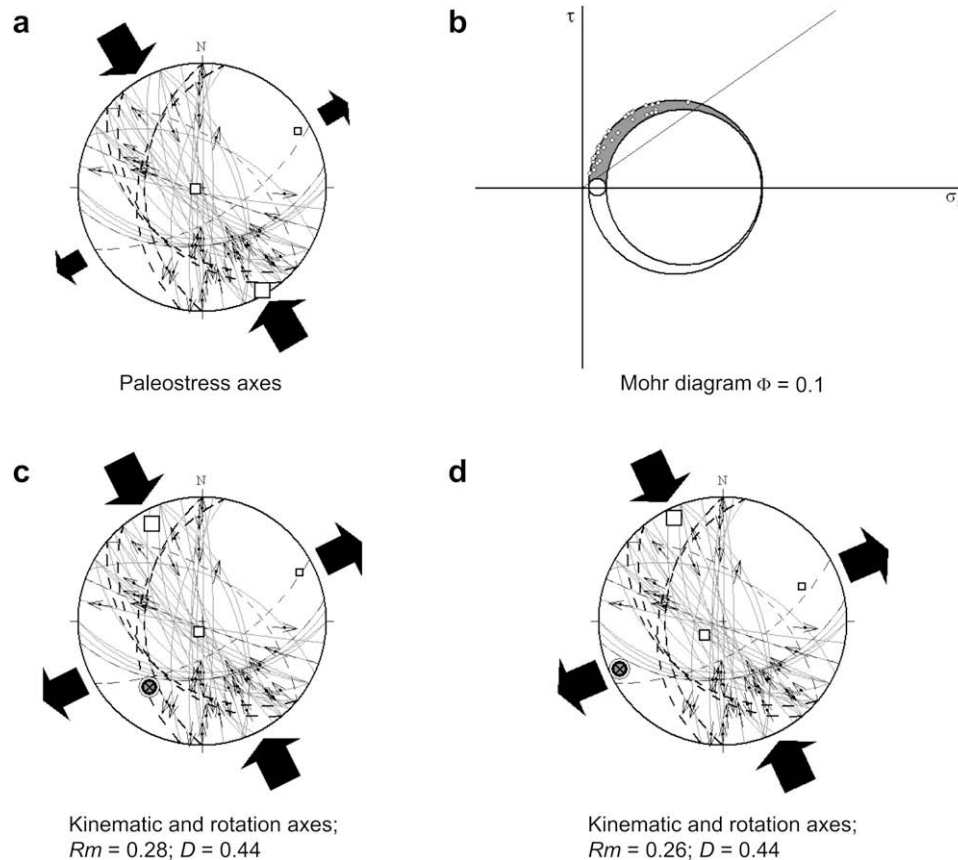 a
N
Paleostress axes
b
τ
σ
Mohr diagram Φ = 0.1
c
N
Kinematic and rotation axes;
Rm = 0.28; D = 0.44
d
N
Kinematic and rotation axes;
Rm = 0.26; D = 0.44